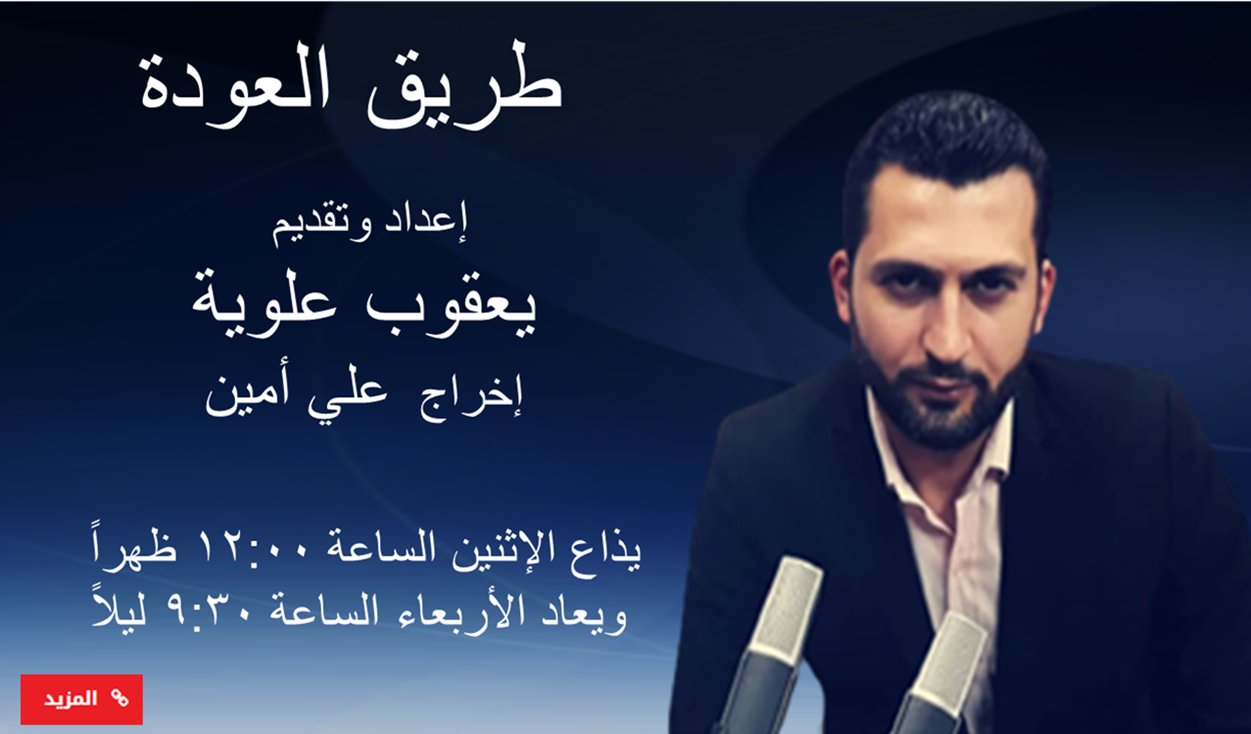 طريق العودة
إعداد وتقديم
يعقوب علوية
إخراج علي أمين
يذاع الإثنين الساعة ١٢:٠٠ ظهراً
ويعاد الأربعاء الساعة ٩:٣٠ ليلاً
المزيد